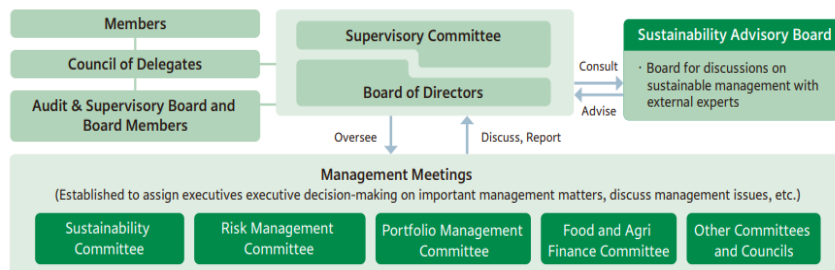 Members
Council of Delegates
Audit & Supervisory Board and
Board Members
Supervisory Committee
Board of Directors
Consult
Advise
Sustainability Advisory Board
· Board for discussions on
sustainable management with
external experts
Oversee
Discuss, Report
Management Meetings
(Established to assign executives executive decision-making on important management matters, discuss management issues, etc.)
Sustainability
Committee
Risk Management
Committee
Portfolio Management
Committee
Food and Agri
Finance Committee
Other Committees
and Councils